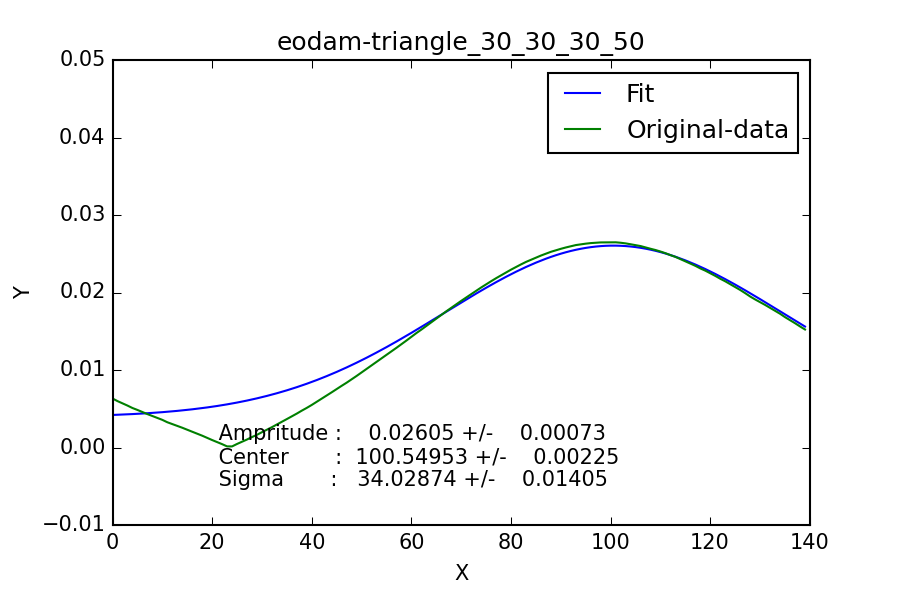 eodam-triangle_30_30_30_50
0.05
0.04
0.03
0.02
0.01
0.00
−0.01
Y
Fit
Original-data
Ampritude : 0.02605 +/- 0.00073
Center : 100.54953 +/- 0.00225
Sigma : 34.02874 +/- 0.01405
0 20 40 60 80 100 120 140
X